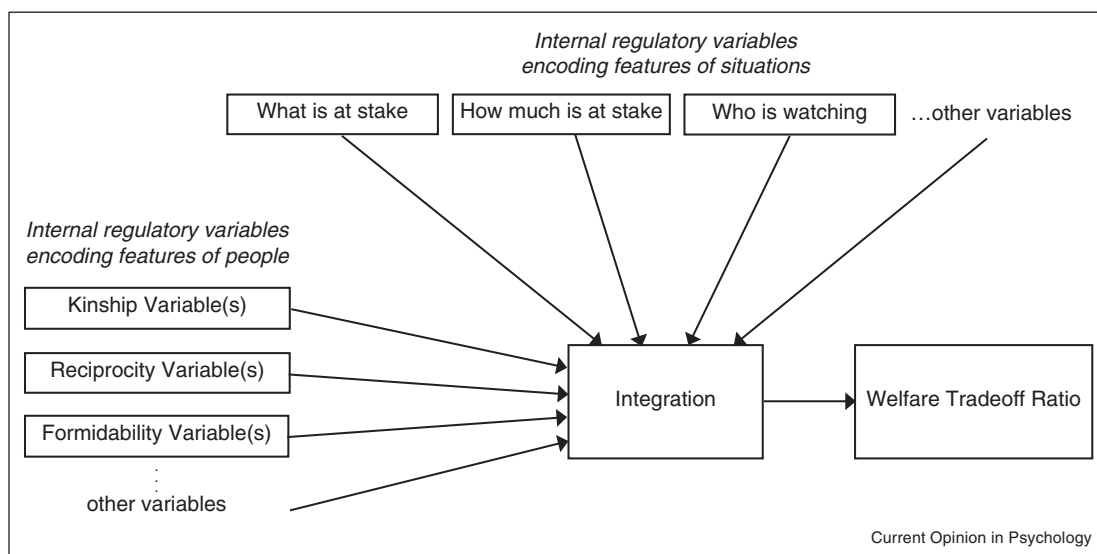 Internal regulatory variables
encoding features of situations
What is at stake
How much is at stake
Who is watching
…other variables
Internal regulatory variables
encoding features of people
Kinship Variable(s)
Reciprocity Variable(s)
Formidability Variable(s)
other variables
Integration
Welfare Tradeoff Ratio
Current Opinion in Psychology